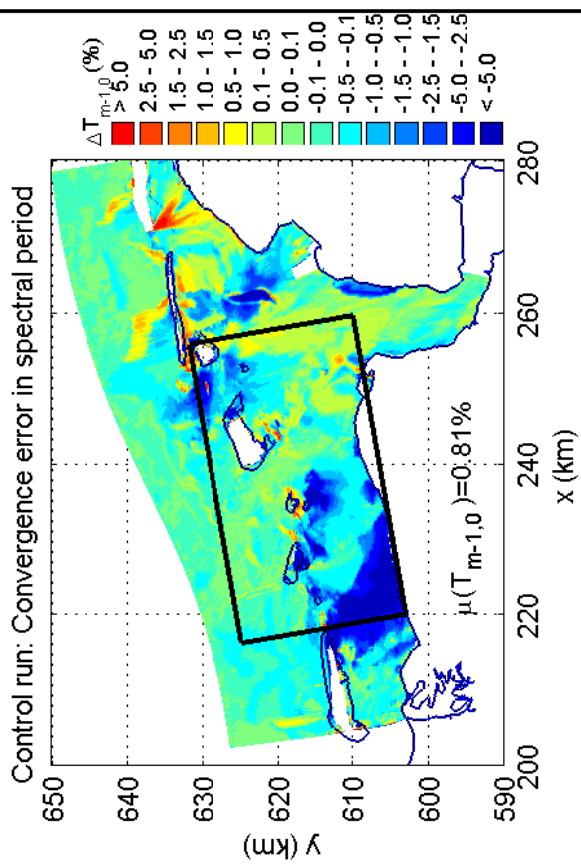 Control run: Convergence error in spectral period
ΔT m-1,0 (%)
> 5.0
2.5 - 5.0
1.5 - 2.5
1.0 - 1.5
0.5 - 1.0
0.1 - 0.5
0.0 - 0.1
-0.1 - 0.0
-0.5 - -0.1
-1.0 - -0.5
-1.5 - -1.0
-2.5 - -1.5
-5.0 - -2.5
< -5.0
650
640
630
620
610
600
590
y (km)
μ(T m-1,0 )=0.81%
200
220
240
260
280
x (km)